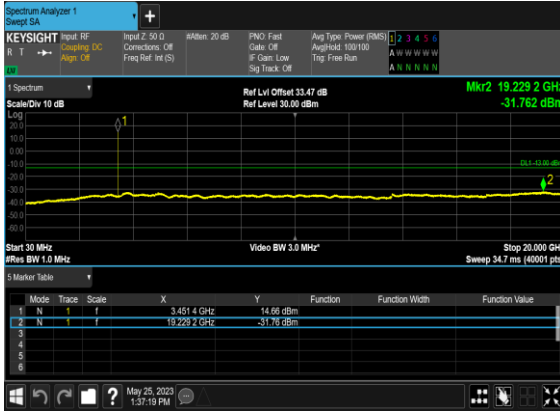 Spectrum Analyzer 1
Swept SA
+
KEYSIGHT Input: RF Input Z: 50 Ω #Atten: 20 dB PNO: Fast Avg Type: Power (RMS) 1 2 3 4 5 6
R T Coupling: DC Corrections: Off Gate: Off Avg|Hold: 100/100 A W W W W W
Align: Off Freq Ref: Int (S) IF Gain: Low Trig: Free Run
Sig Track: Off A N N N N N
1 Spectrum Ref Lvl Offset 33.47 dB Mkr2 19.229 2 GHz
Scale/Div 10 dB Ref Level 30.00 dBm -31.762 dBm
Log
20.0
10.0
0.00
-10.0
-20.0
-30.0
-40.0
-50.0
-60.0
1
DL1 -13.00 dBm
2
Start 30 MHz Video BW 3.0 MHz* Stop 20.000 GH
#Res BW 1.0 MHz Sweep 34.7 ms (40001 pts
5 Marker Table
Mode Trace Scale X Y Function Function Width Function Value
1 N 1 f 3.451 4 GHz 14.66 dBm
2 N 1 f 19.229 2 GHz -31.76 dBm
3
4
5
6
? May 25, 2023
1:37:19 PM